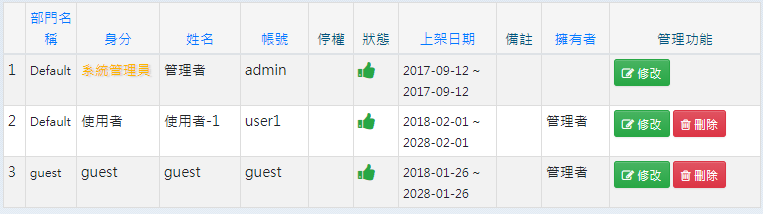 部門名稱 身分 姓名 帳號 停權 狀態 上架日期 備註 擁有者 管理功能
1 Default 系統管理員 管理者 admin 2017-09-12 ~ 修改
2017-09-12
2 Default 使用者 使用者-1 user1 2018-02-01 ~ 管理者 修改 刪除
2028-02-01
3 guest guest guest guest 2018-01-26 ~ 管理者 修改 刪除
2028-01-26